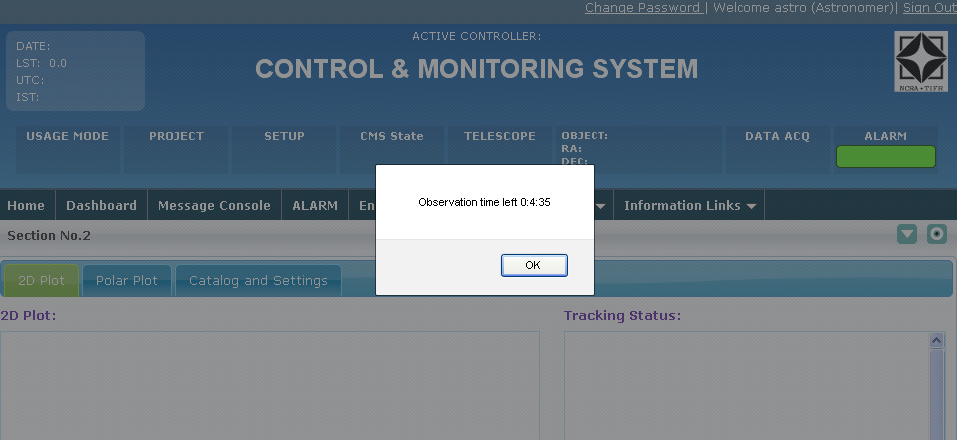 Change Password | Welcome astro (Astronomer)| Sign Out
DATE:
LST: 0.0
UTC:
IST:
ACTIVE CONTROLLER:
CONTROL & MONITORING SYSTEM
NCRA•TIFR
USAGE MODE
PROJECT
SETUP
CMS State
TELESCOPE
OBJECT:
RA:
DEC:
DATA ACQ
ALARM
Home
Dashboard
Message Console
ALARM
En
Information Links
Observation time left 0:4:35
OK
Section No.2
2D Plot
Polar Plot
Catalog and Settings
2D Plot:
Tracking Status: